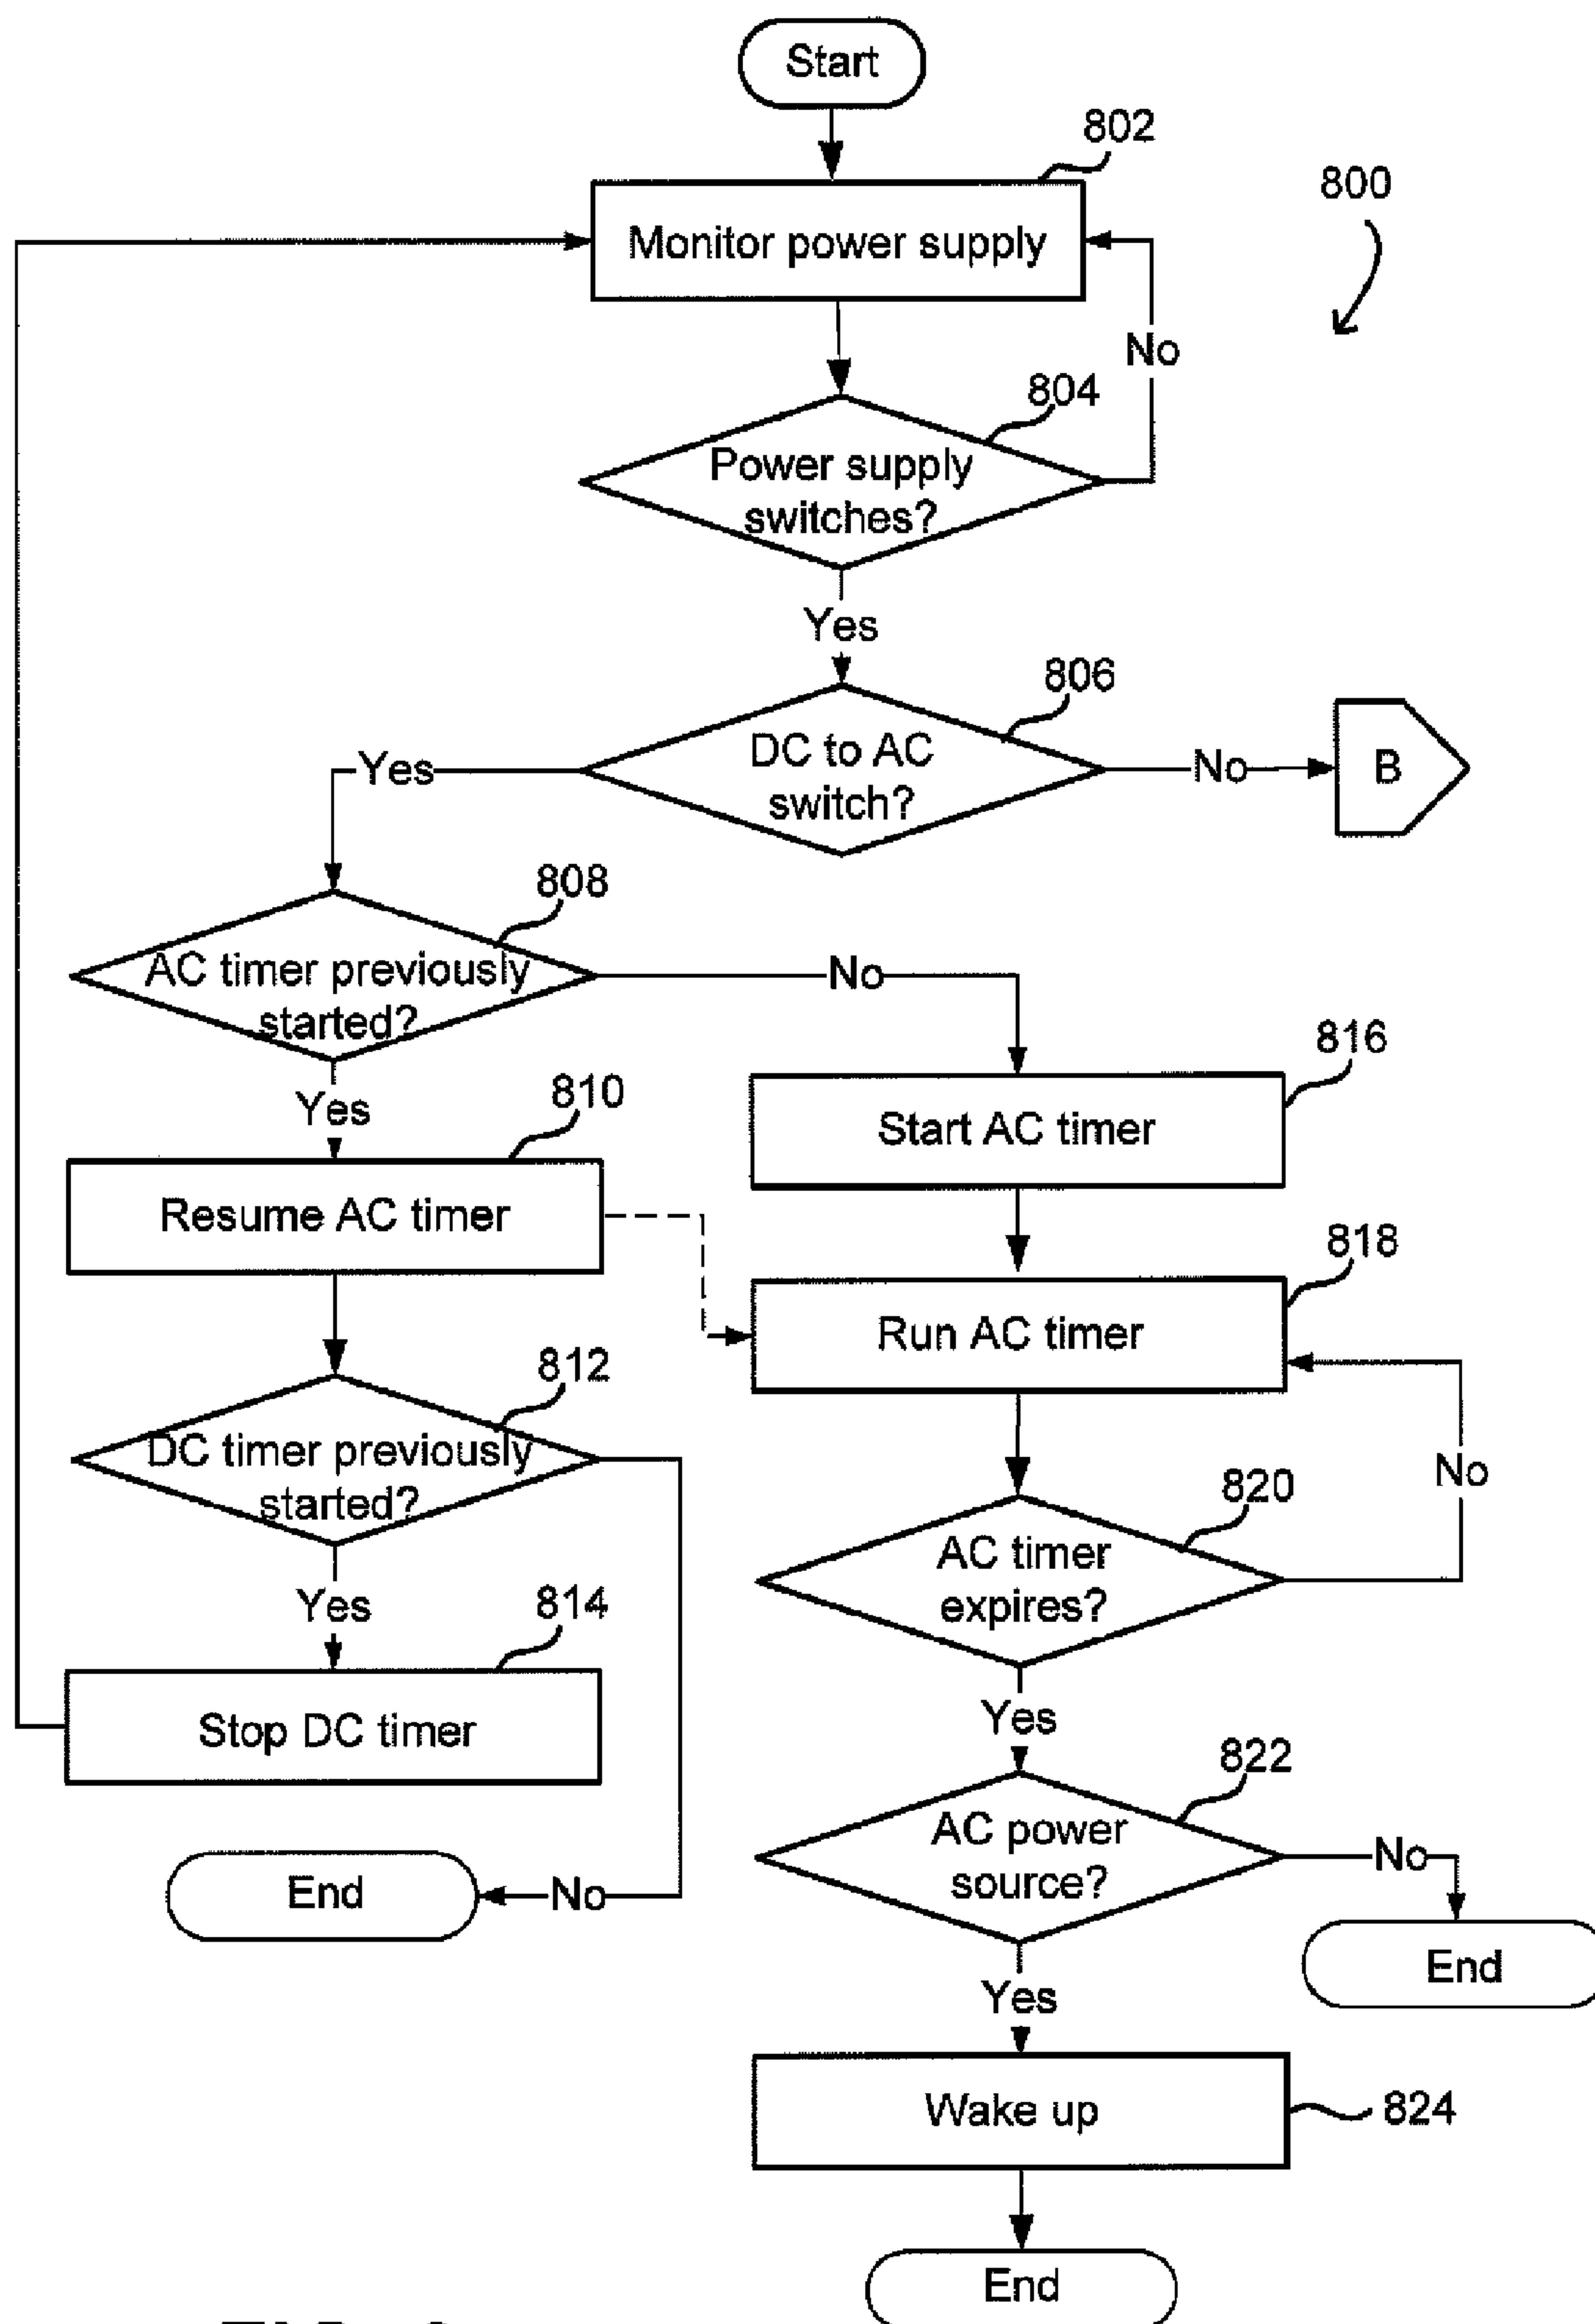 Start
802
800
Monitor power supply
No
804
Power supply
switches?
Yes
806
DC to AC
switch?
Yes
No
B
808
AC timer previously
started?
No
816
Yes
810
Start AC timer
Resume AC timer
818
Run AC timer
812
DC timer previously
started?
No
820
AC timer
expires?
Yes
814
Stop DC timer
Yes
822
AC power
source?
No
End
No
End
Yes
Wake up
824
End